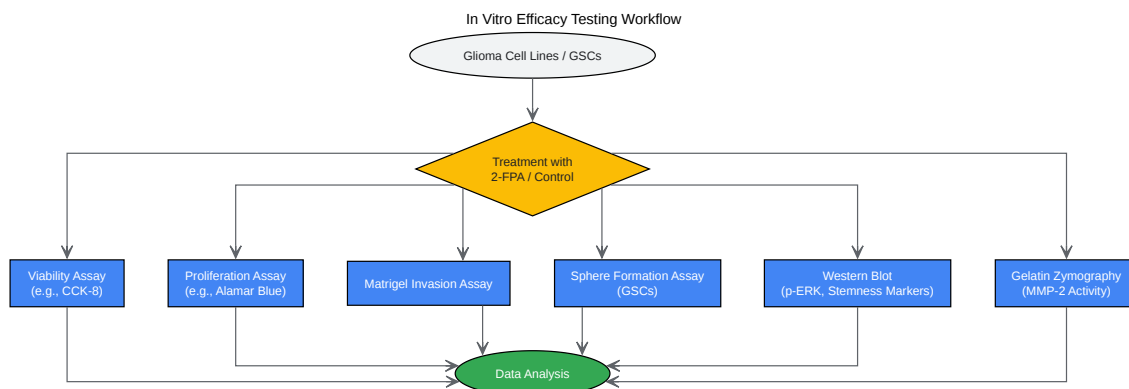 In Vitro Efficacy Testing Workflow
Glioma Cell Lines / GSCs
Treatment with
2-FPA / Control
Viability Assay
(e.g., CCK-8)
Proliferation Assay
(e.g., Alamar Blue)
Matrigel Invasion Assay
Sphere Formation Assay
(GSCs)
Western Blot
(p-ERK, Stemness Markers)
Gelatin Zymography
(MMP-2 Activity)
Data Analysis